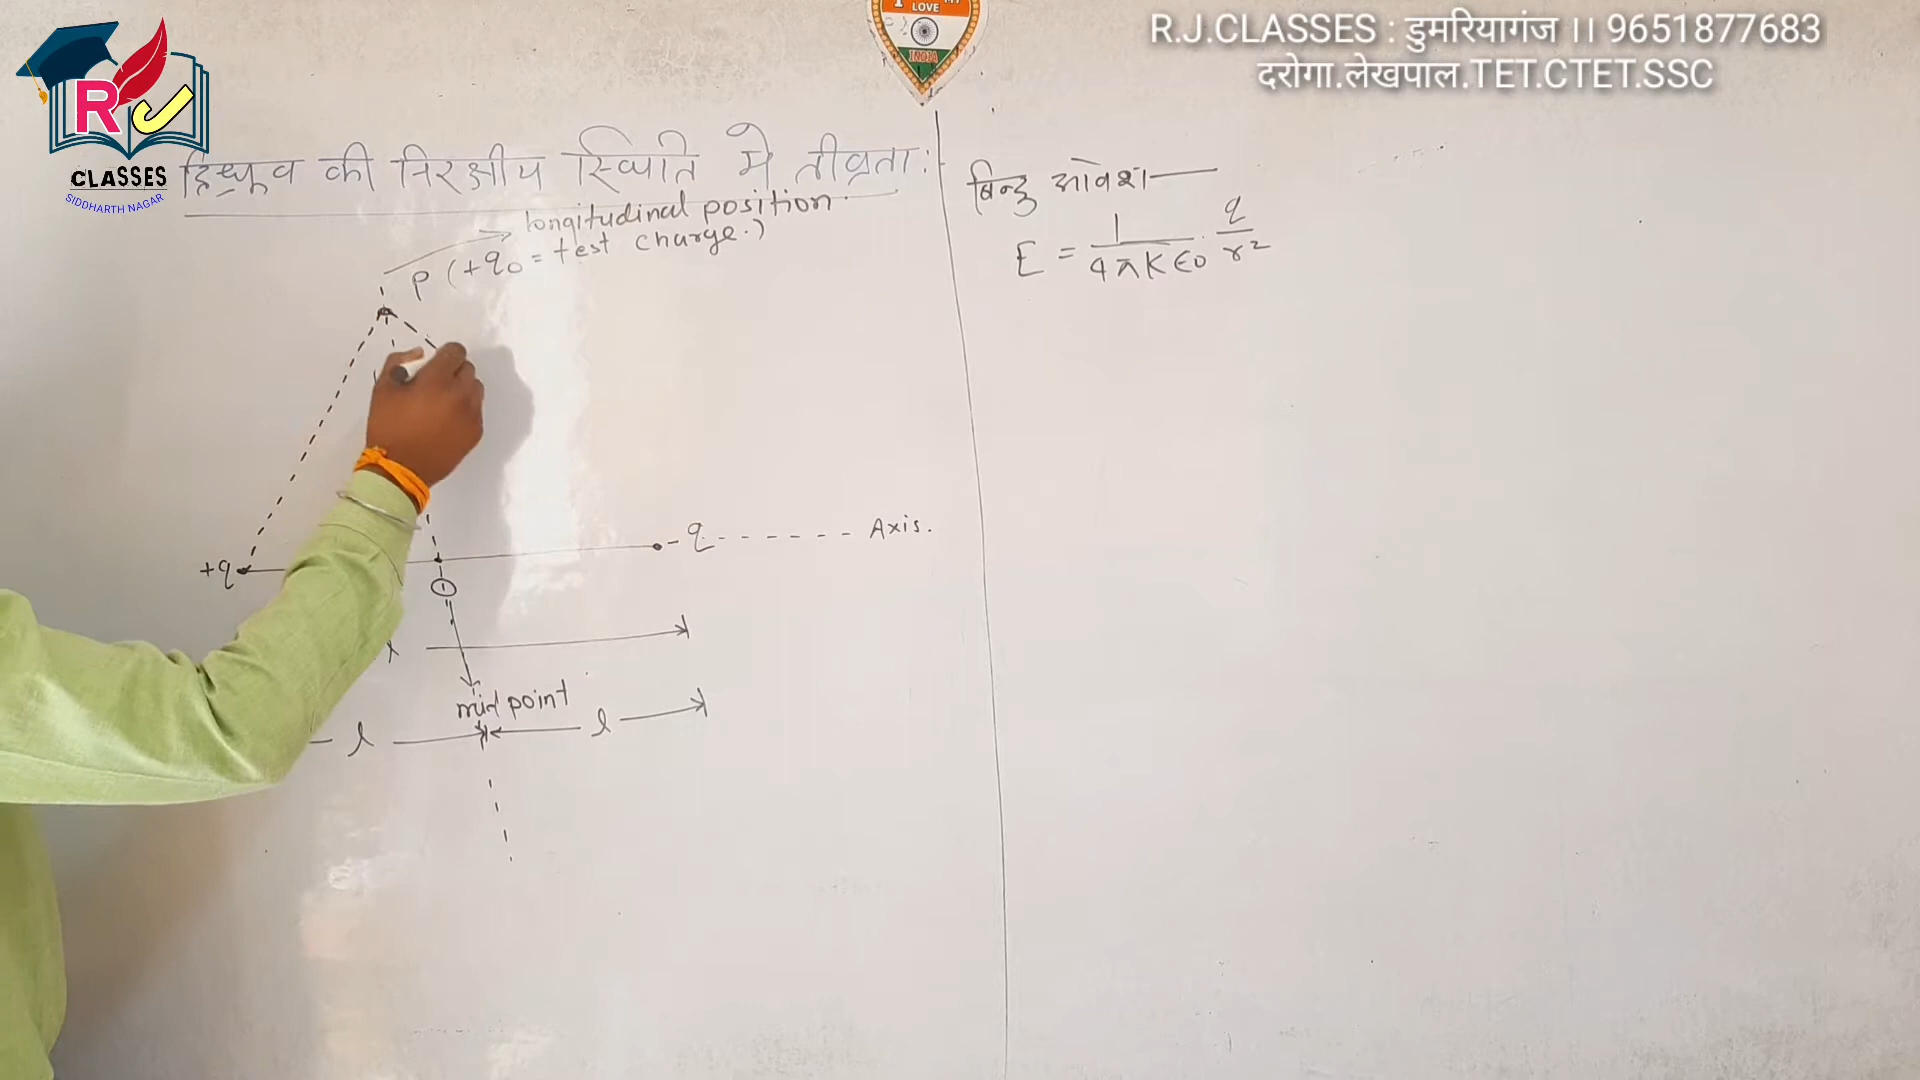 R.J.CLASSES : डुमरियागंज ।। 9651877683
दरोगा.लेखपाल.TET.CTET.SSC
LOVE
INDIA
RJ
CLASSES
SIDDHARTH NAGAR
द्विध्रुव की निरक्षीय स्थिति मे तीव्रता :-
longitudinal position.
P (+q0 = test charge.)
+q
- q ------ Axis.
O
mid point
l
l
बिन्दु आवेश
E = 1/4πKϵ0 . q/r²